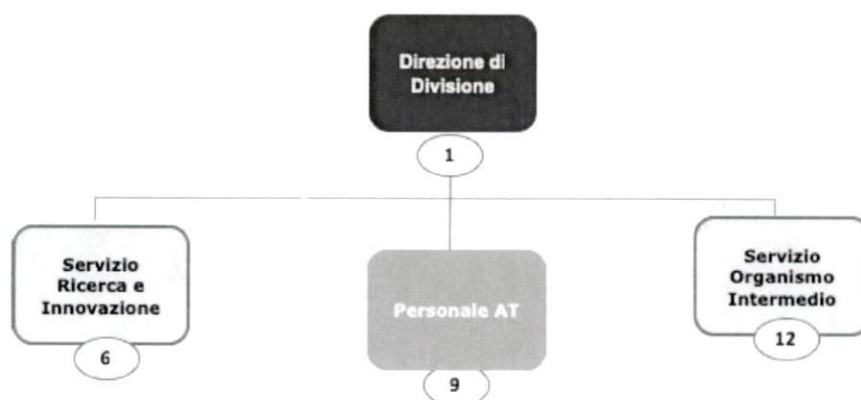 Direzione di
Divisione
1
Servizio
Ricerca e
Innovazione
6
Personale AT
9
Servizio
Organismo
Intermedio
12